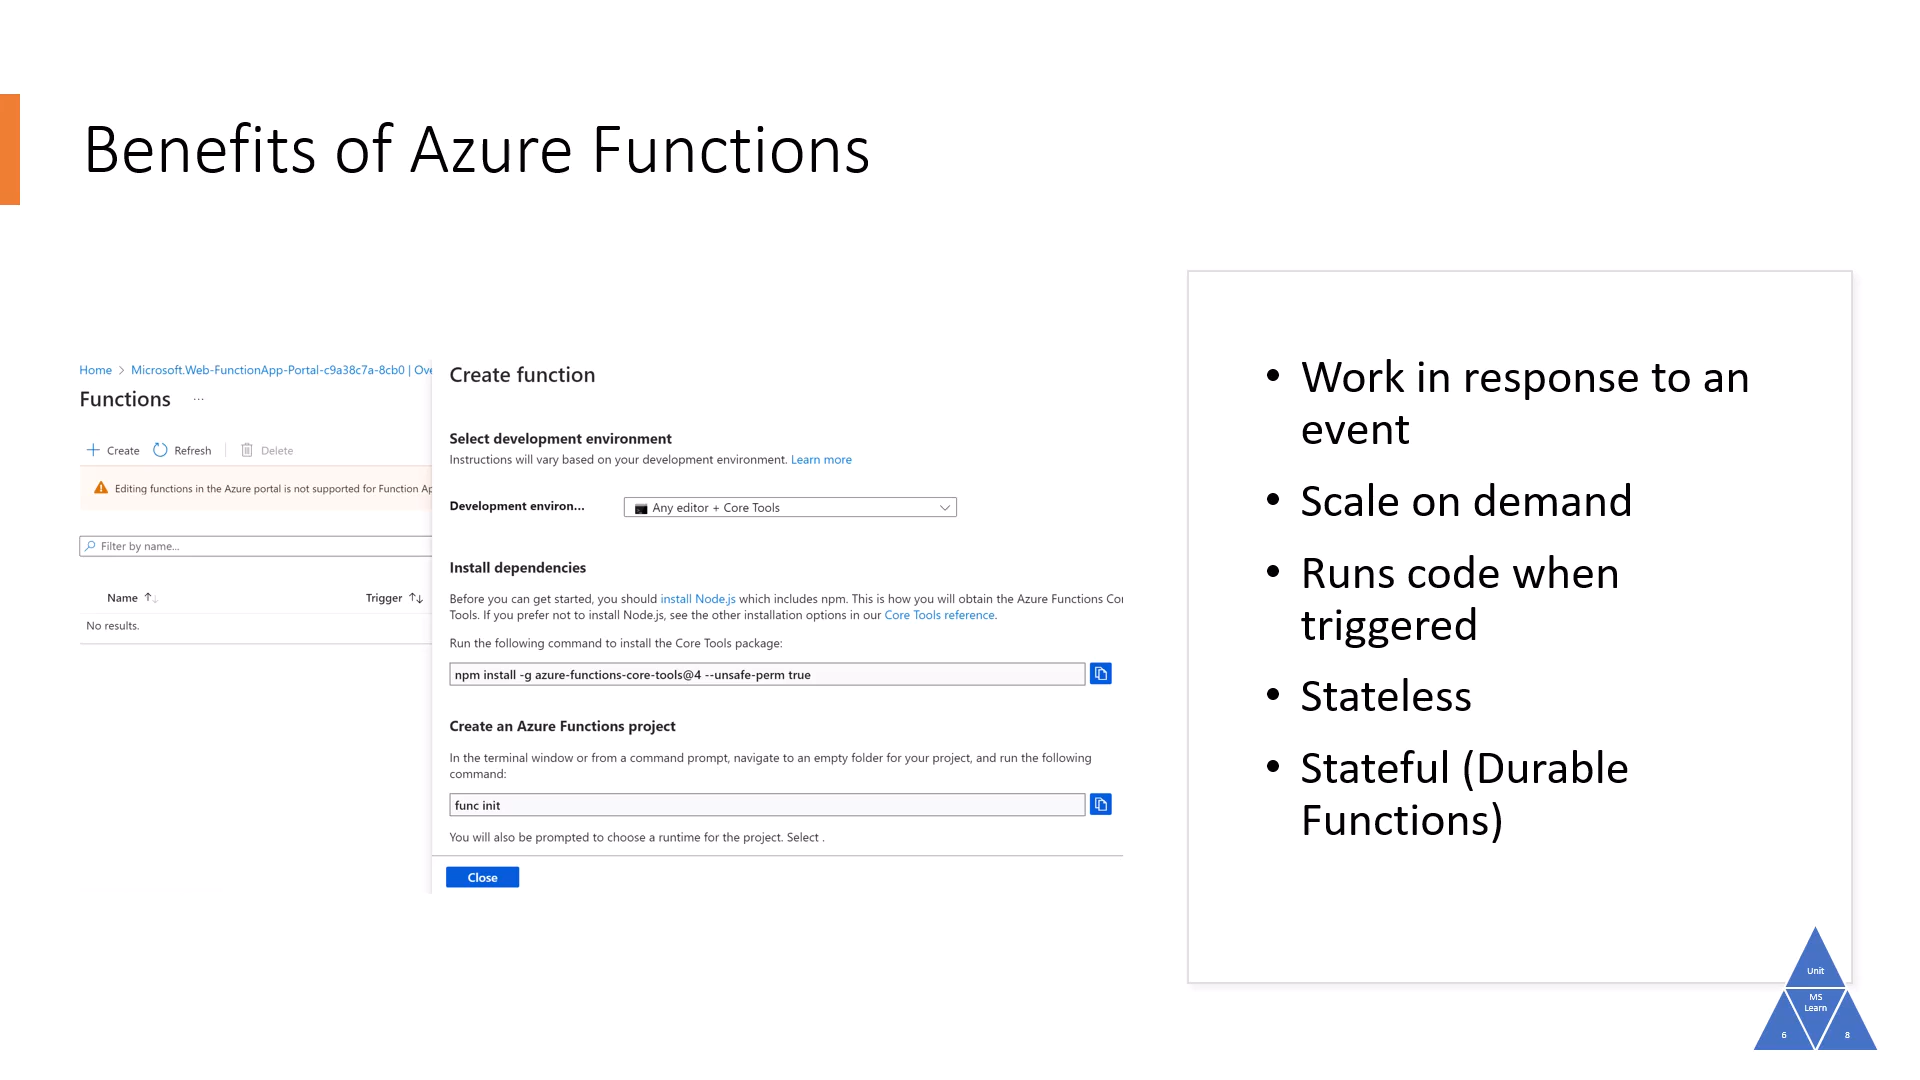 Benefits of Azure Functions
Home > Microsoft.Web-FunctionApp-Portal-c9a38c7a-8cb0 | Ove
Functions ...
Create Refresh | Delete
Editing functions in the Azure portal is not supported for Function Ap
Filter by name...
Name ↑↓ Trigger ↑↓
No results.
Create function
Select development environment
Instructions will vary based on your development environment. Learn more
Development environ... Any editor + Core Tools
Install dependencies
Before you can get started, you should install Node.js which includes npm. This is how you will obtain the Azure Functions Cor
Tools. If you prefer not to install Node.js, see the other installation options in our Core Tools reference.
Run the following command to install the Core Tools package:
npm install -g azure-functions-core-tools@4 --unsafe-perm true
Create an Azure Functions project
In the terminal window or from a command prompt, navigate to an empty folder for your project, and run the following
command:
func init
You will also be prompted to choose a runtime for the project. Select .
Close
• Work in response to an
event
• Scale on demand
• Runs code when
triggered
• Stateless
• Stateful (Durable
Functions)
Unit
MS
Learn
6 8